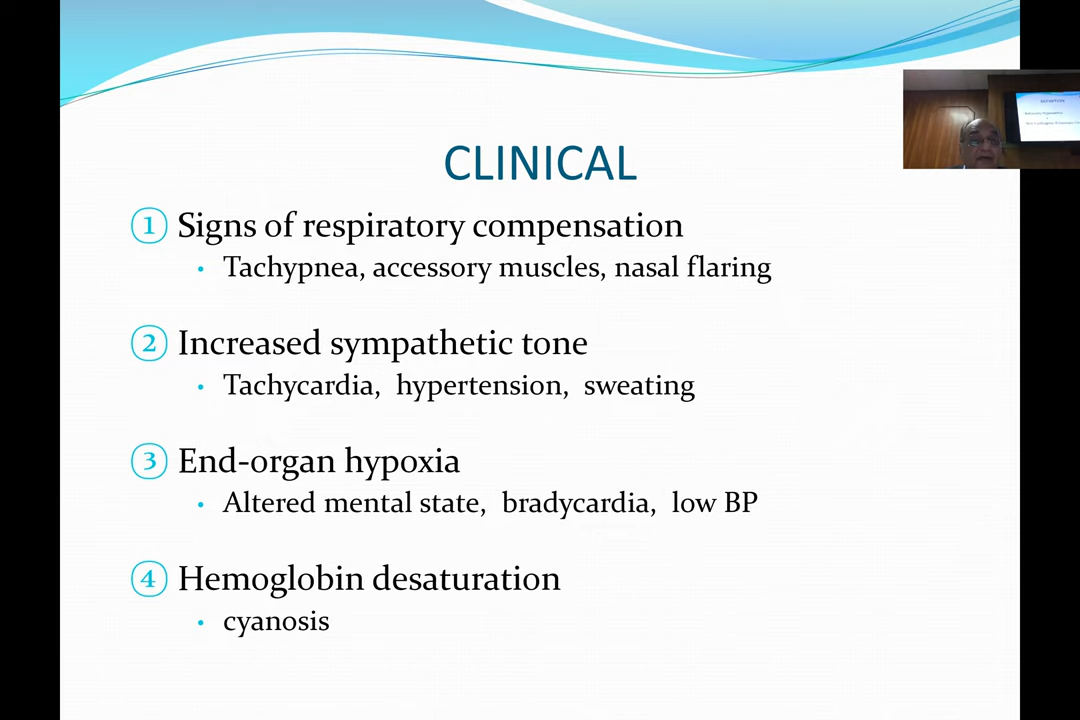 CLINICAL
① Signs of respiratory compensation
• Tachypnea, accessory muscles, nasal flaring
② Increased sympathetic tone
• Tachycardia, hypertension, sweating
③ End-organ hypoxia
• Altered mental state, bradycardia, low BP
④ Hemoglobin desaturation
• cyanosis
DEFINITION